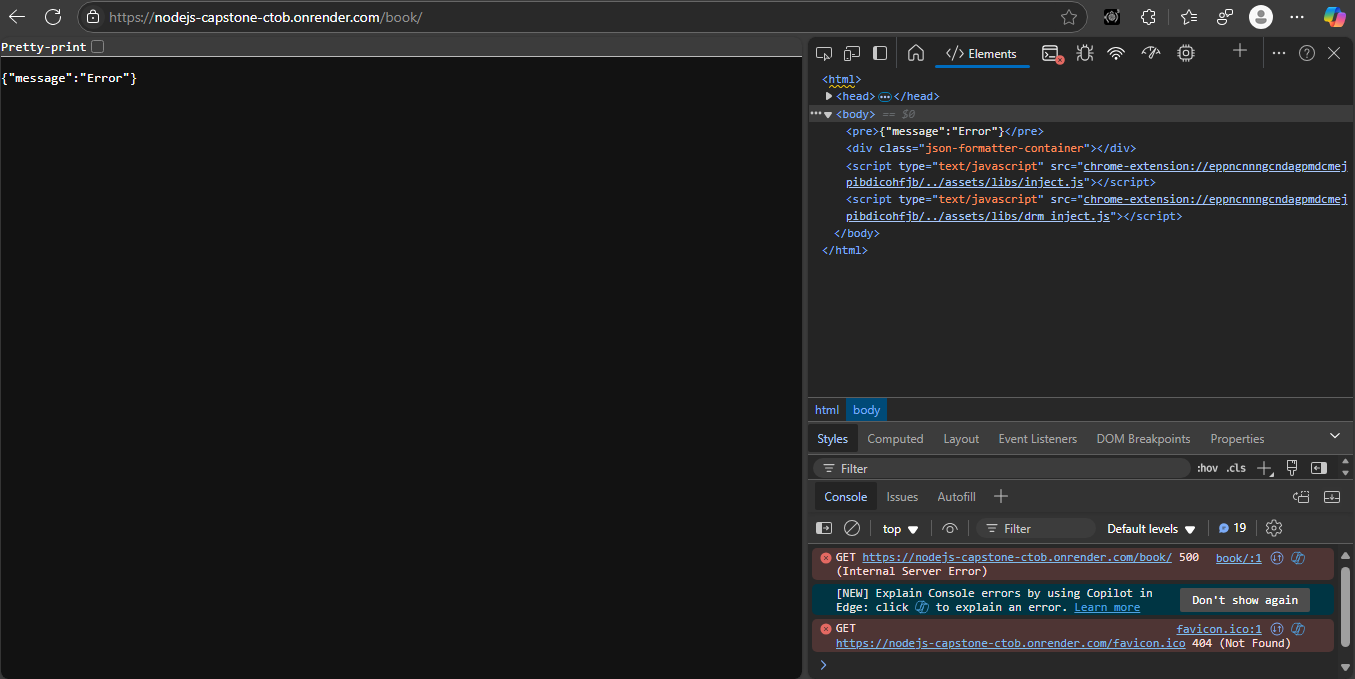 https://nodejs-capstone-ctob.onrender.com/book/
Pretty-print
{"message":"Error"}
Elements
<html>
<head> ••• </head>
••• <body> == $0
<pre>{"message":"Error"}</pre>
<div class="json-formatter-container"></div>
<script type="text/javascript" src="chrome-extension://eppncnnngcndagpmdcmej
pibdicohfjb/../assets/libs/inject.js"></script>
<script type="text/javascript" src="chrome-extension://eppncnnngcndagpmdcmej
pibdicohfjb/../assets/libs/drm_inject.js"></script>
</body>
</html>
html body
Styles Computed Layout Event Listeners DOM Breakpoints Properties
Filter :hov .cls
Console Issues Autofill
top Filter Default levels 19
GET https://nodejs-capstone-ctob.onrender.com/book/ 500 book/:1
(Internal Server Error)
[NEW] Explain Console errors by using Copilot in
Edge: click to explain an error. Learn more
Don't show again
GET favicon.ico:1
https://nodejs-capstone-ctob.onrender.com/favicon.ico 404 (Not Found)